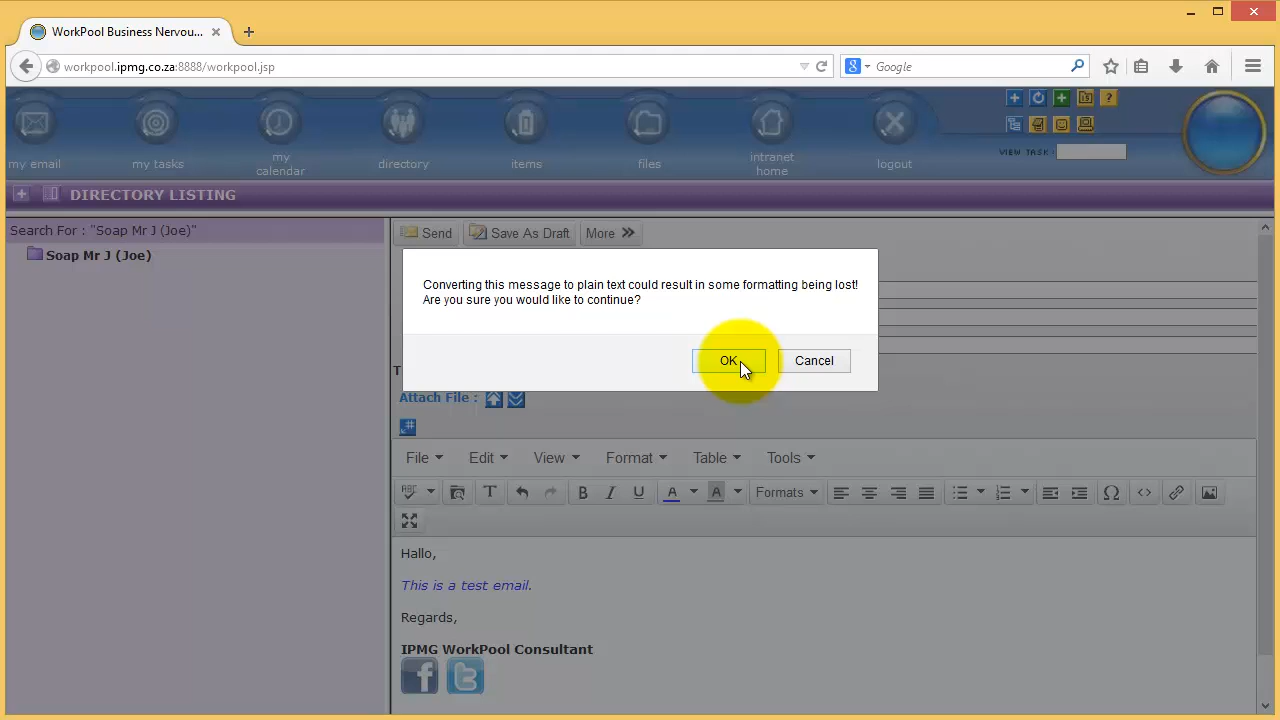 WorkPool Business Nervou...
workpool.ipmg.co.za:8888/workpool.jsp
Google
my email
my tasks
my
calendar
directory
items
files
intranet
home
logout
VIEW TASK:
DIRECTORY LISTING
Search For : "Soap Mr J (Joe)"
Soap Mr J (Joe)
Send
Save As Draft
More
Converting this message to plain text could result in some formatting being lost!
Are you sure you would like to continue?
OK
Cancel
T
Attach File :
File
Edit
View
Format
Table
Tools
ABC
T
B
I
U
A
A
Formats
Hallo,
This is a test email.
Regards,
IPMG WorkPool Consultant